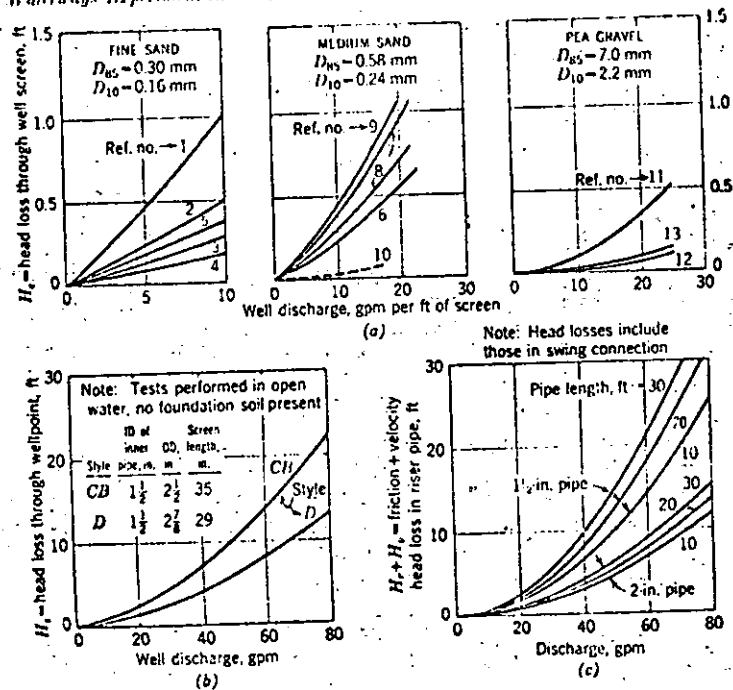 1.5
1.0
0.5
0
H_e=head loss through well screen, ft
FINE SAND
D85=0.30 mm
D10=0.16 mm
Ref. no.→1
2
5
3
4
0
5
10
MEDIUM SAND
D85=0.58 mm
D10=0.24 mm
Ref. no.→9
7
8
6
10
0
10
20
30
PEA GRAVEL
D85=7.0 mm
D10=2.2 mm
Ref. no.→11
13
12
1.5
1.0
0.5
0
0
10
20
30
Well discharge, gpm per ft of screen
(a)
30
20
10
0
H_s=head loss through wellpoint, ft
Note: Tests performed in open
water, no foundation soil present
ID of Screen
inner OD, length,
Style pipe, in. in. in.
CB 1½ 2½ 35
D 1½ 2⅞ 29
CB
Style
D
0 20 40 60 80
Well discharge, gpm
(b)
Note: Head losses include
those in swing connection
30
20
10
0
H_r+H_v=friction+velocity
head loss in riser pipe, ft
Pipe length, ft -30
20
10
1½-in. pipe
30
20
10
2-in. pipe
0 20 40 60 80
Discharge, gpm
(c)